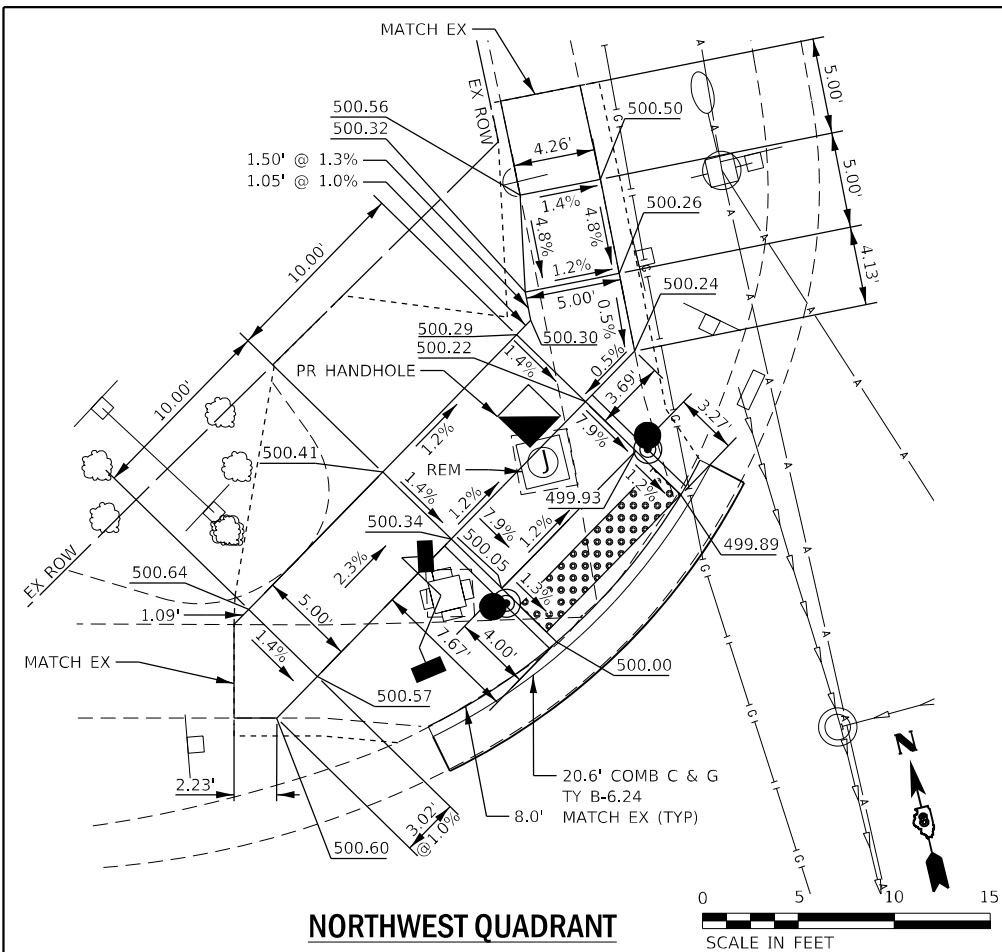 MATCH EX
EX ROW
500.56
500.32
1.50' @ 1.3%
1.05' @ 1.0%
4.26'
500.50
5.00'
5.00'
4.13'
1.4%
4.8%
4.8%
500.26
1.2%
5.00'
500.24
0.5%
0.5%
10.00'
10.00'
500.29
500.22
500.30
1.4%
3.69'
PR HANDHOLE
7.9%
3.27'
1.2%
REM
500.41
1.4%
1.2%
499.93
1.2%
7.9%
1.2%
500.34
500.05
499.89
2.3%
1.3%
EX ROW
500.64
1.09'
5.00'
7.67'
4.00'
1.4%
MATCH EX
500.00
500.57
2.23'
20.6' COMB C & G
TY B-6.24
8.0'
MATCH EX (TYP)
3.02'
@1.0%
500.60
G
G
G
G
G
G
A
A
A
A
A
A
A
A
A
A
A
A
N
8
NORTHWEST QUADRANT
0 5 10 15
SCALE IN FEET